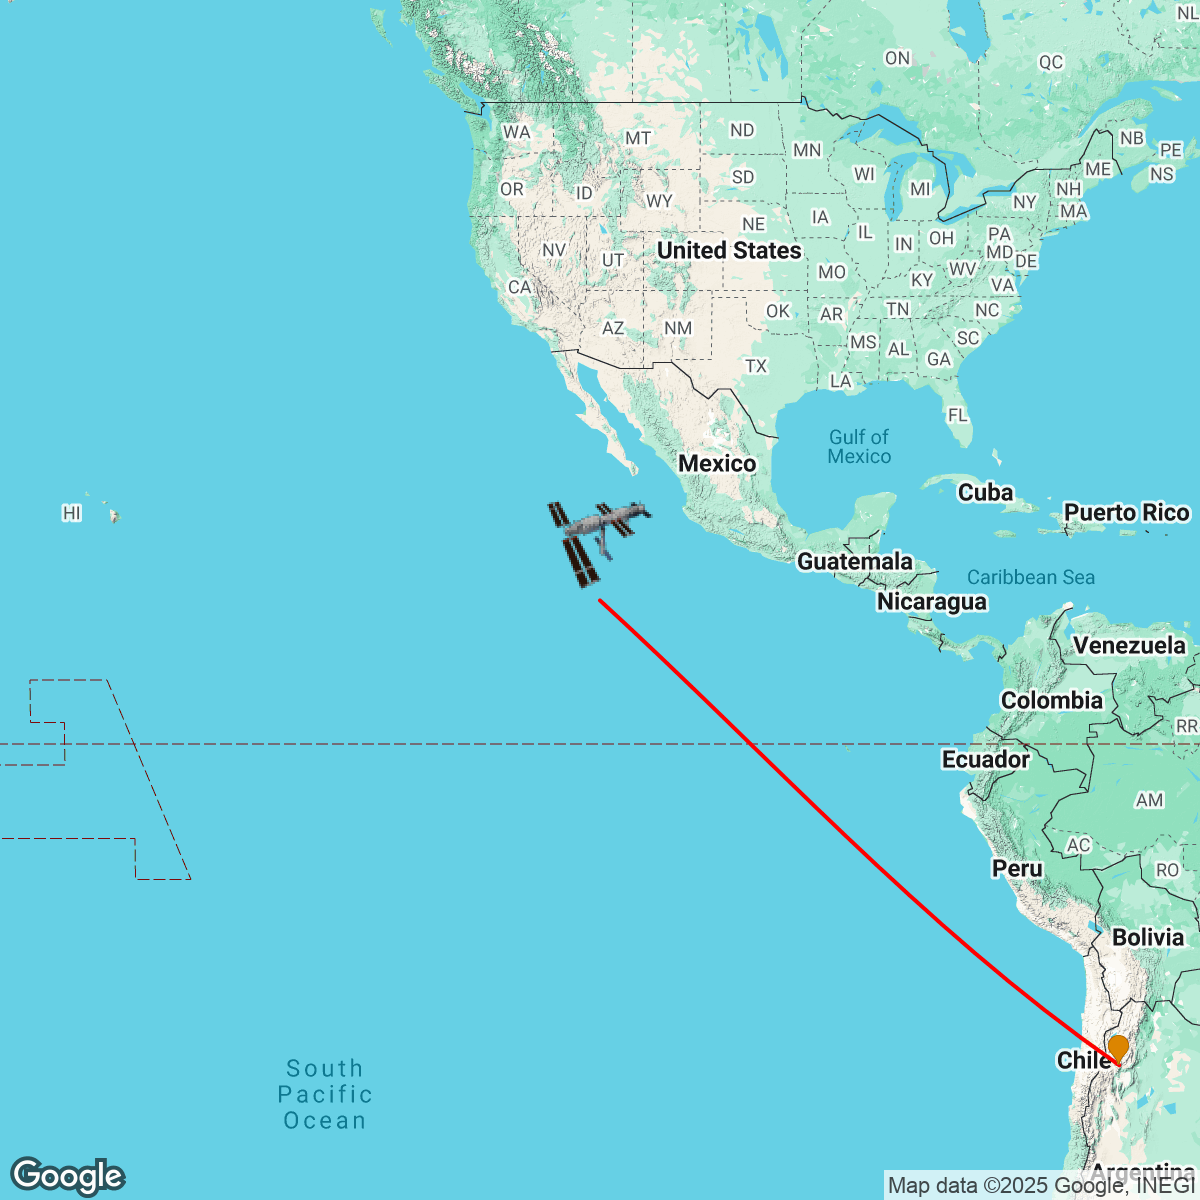 NL
ON
QC
WA
MT
ND
MN
NB
PE
ME
NS
WI
SD
MI
OR
ID
WY
NH
NY
MA
IA
NE
IL
OH
PA
IN
MD
DE
NV
UT
United States
WV
MO
KY
VA
CA
OK
AR
TN
NC
AZ
NM
MS
AL
SC
GA
TX
LA
FL
Gulf of
Mexico
Mexico
Cuba
HI
Puerto Rico
Guatemala
Caribbean Sea
Nicaragua
Venezuela
Colombia
RR
Ecuador
AM
AC
Peru
RO
Bolivia
Chile
South
Pacific
Ocean
Argentina
Google
Map data ©2025 Google, INEGI